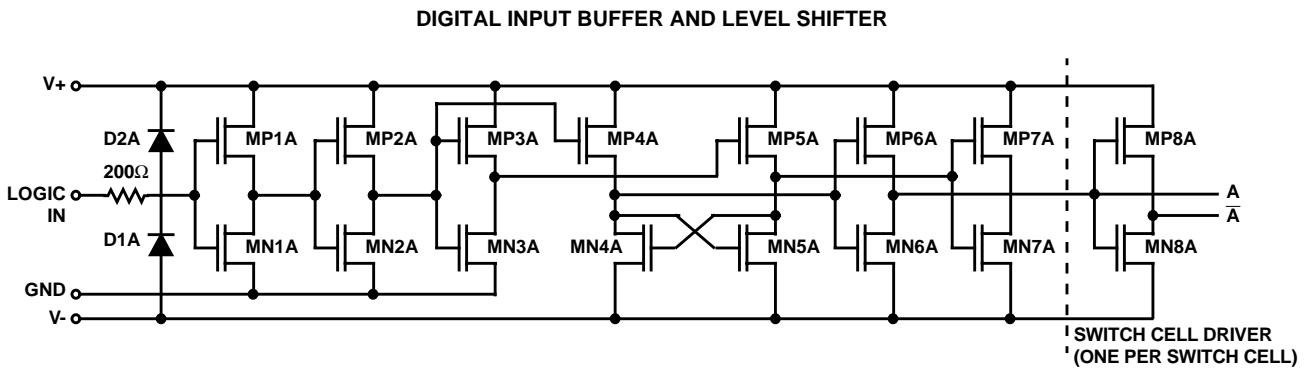 DIGITAL INPUT BUFFER AND LEVEL SHIFTER
V+
D2A
MP1A
MP2A
MP3A
MP4A
MP5A
MP6A
MP7A
MP8A
200Ω
LOGIC
IN
A
A̅
D1A
MN1A
MN2A
MN3A
MN4A
MN5A
MN6A
MN7A
MN8A
GND
V-
SWITCH CELL DRIVER
(ONE PER SWITCH CELL)